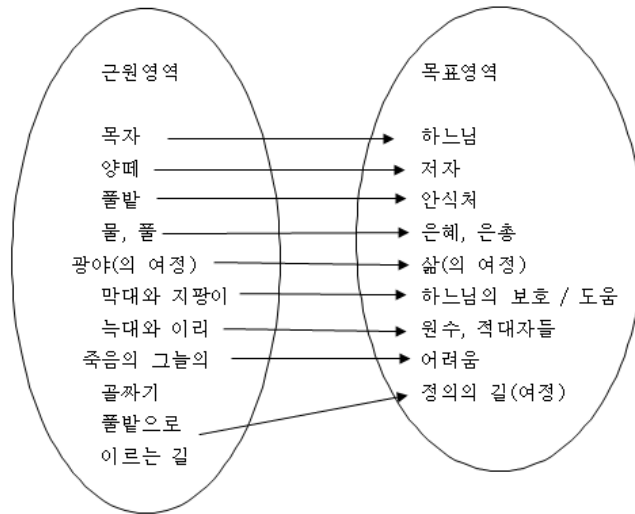 근원영역 목표영역
목자 하느님
양떼 저자
풀밭 안식처
물, 풀 은혜, 은총
광야(의 여정) 삶(의 여정)
막대와 지팡이 하느님의 보호 / 도움
늑대와 이리 원수, 적대자들
죽음의 그늘의 어려움
골짜기 정의의 길(여정)
풀밭으로
이르는 길